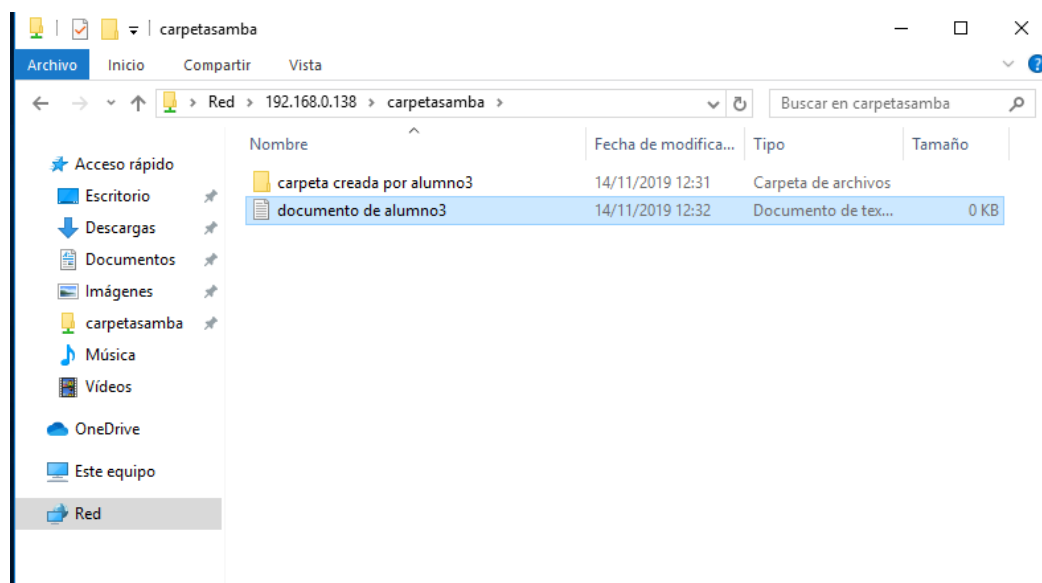 carpetasamba
Archivo Inicio Compartir Vista ?
Red > 192.168.0.138 > carpetasamba > Buscar en carpetasamba
Nombre Fecha de modifica... Tipo Tamaño
Acceso rápido
carpeta creada por alumno3 14/11/2019 12:31 Carpeta de archivos
Escritorio
documento de alumno3 14/11/2019 12:32 Documento de tex... 0 KB
Descargas
Documentos
Imágenes
carpetasamba
Música
Vídeos
OneDrive
Este equipo
Red